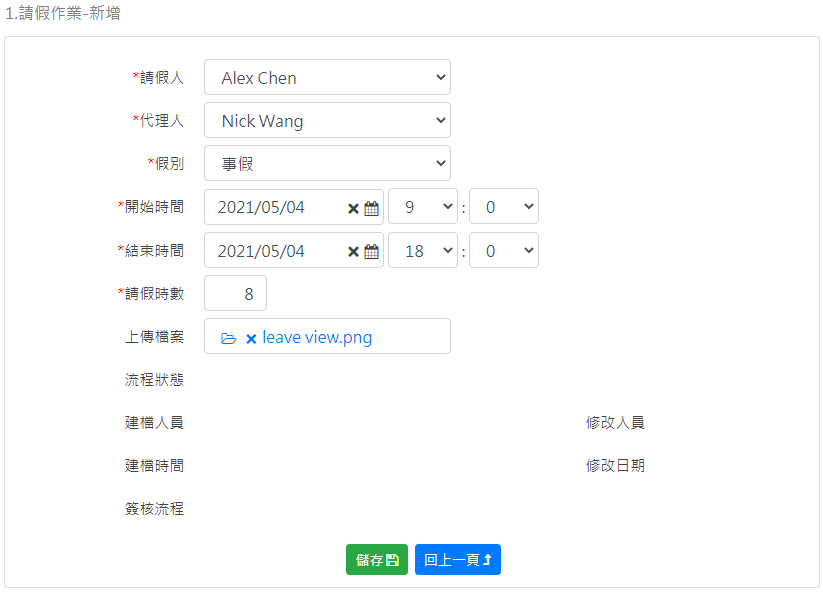 1.請假作業-新增
*請假人 Alex Chen
*代理人 Nick Wang
*假別 事假
*開始時間 2021/05/04 9 : 0
*結束時間 2021/05/04 18 : 0
*請假時數 8
上傳檔案 leave view.png
流程狀態
建檔人員 修改人員
建檔時間 修改日期
簽核流程
儲存 回上一頁